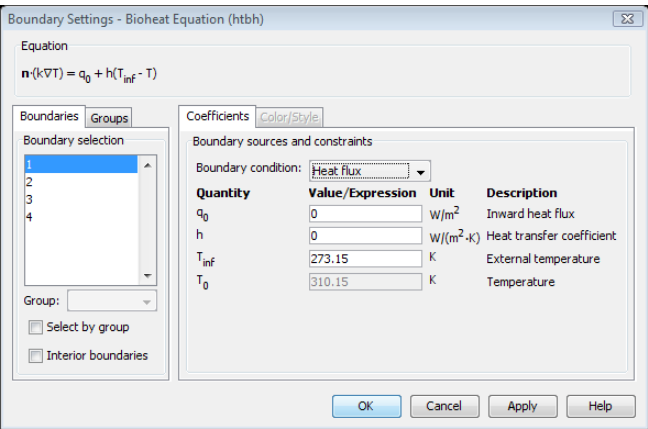 Boundary Settings - Bioheat Equation (htbh)
Equation
n·(k∇T) = q0 + h(Tinf - T)
Boundaries Groups
Boundary selection
1
2
3
4
Group:
Select by group
Interior boundaries
Coefficients Color/Style
Boundary sources and constraints
Boundary condition: Heat flux
Quantity Value/Expression Unit Description
q0 0 W/m2 Inward heat flux
h 0 W/(m2·K) Heat transfer coefficient
Tinf 273.15 K External temperature
T0 310.15 K Temperature
OK Cancel Apply Help